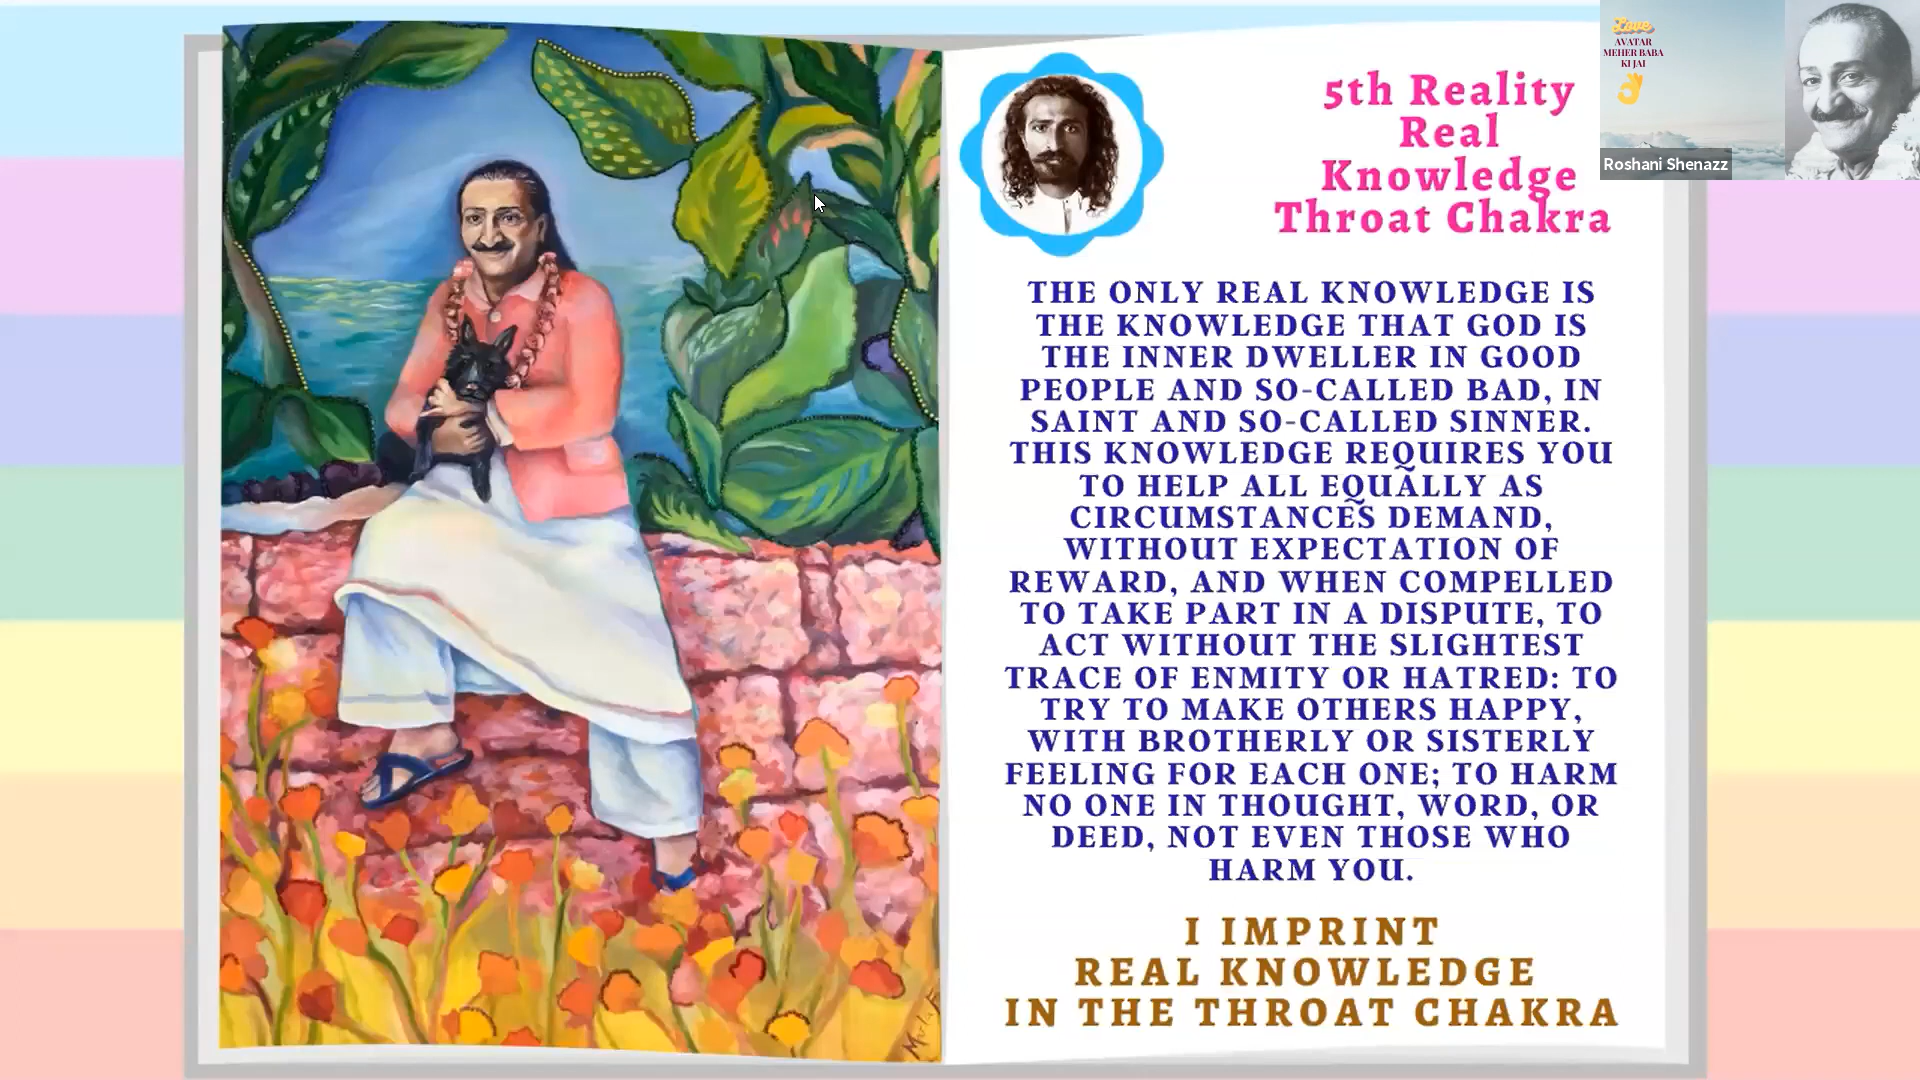 5th Reality
Real
Knowledge
Throat Chakra
THE ONLY REAL KNOWLEDGE IS
THE KNOWLEDGE THAT GOD IS
THE INNER DWELLER IN GOOD
PEOPLE AND SO-CALLED BAD, IN
SAINT AND SO-CALLED SINNER.
THIS KNOWLEDGE REQUIRES YOU
TO HELP ALL EQUALLY AS
CIRCUMSTANCES DEMAND,
WITHOUT EXPECTATION OF
REWARD, AND WHEN COMPELLED
TO TAKE PART IN A DISPUTE, TO
ACT WITHOUT THE SLIGHTEST
TRACE OF ENMITY OR HATRED: TO
TRY TO MAKE OTHERS HAPPY,
WITH BROTHERLY OR SISTERLY
FEELING FOR EACH ONE; TO HARM
NO ONE IN THOUGHT, WORD, OR
DEED, NOT EVEN THOSE WHO
HARM YOU.
I IMPRINT
REAL KNOWLEDGE
IN THE THROAT CHAKRA
Love
AVATAR
MEHER BABA
KI JAI
Roshani Shenazz